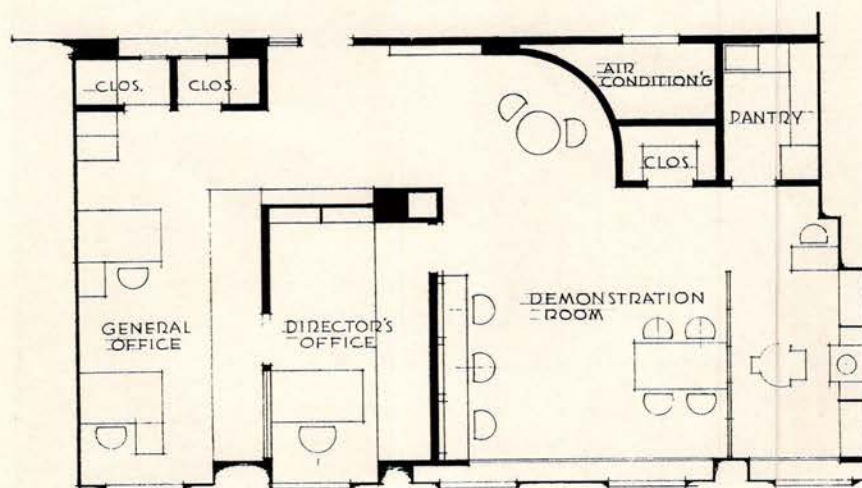 CLOS.
CLOS.
AIR
CONDITION'G
PANTRY
CLOS.
GENERAL
OFFICE
DIRECTOR'S
OFFICE
DEMONSTRATION
ROOM